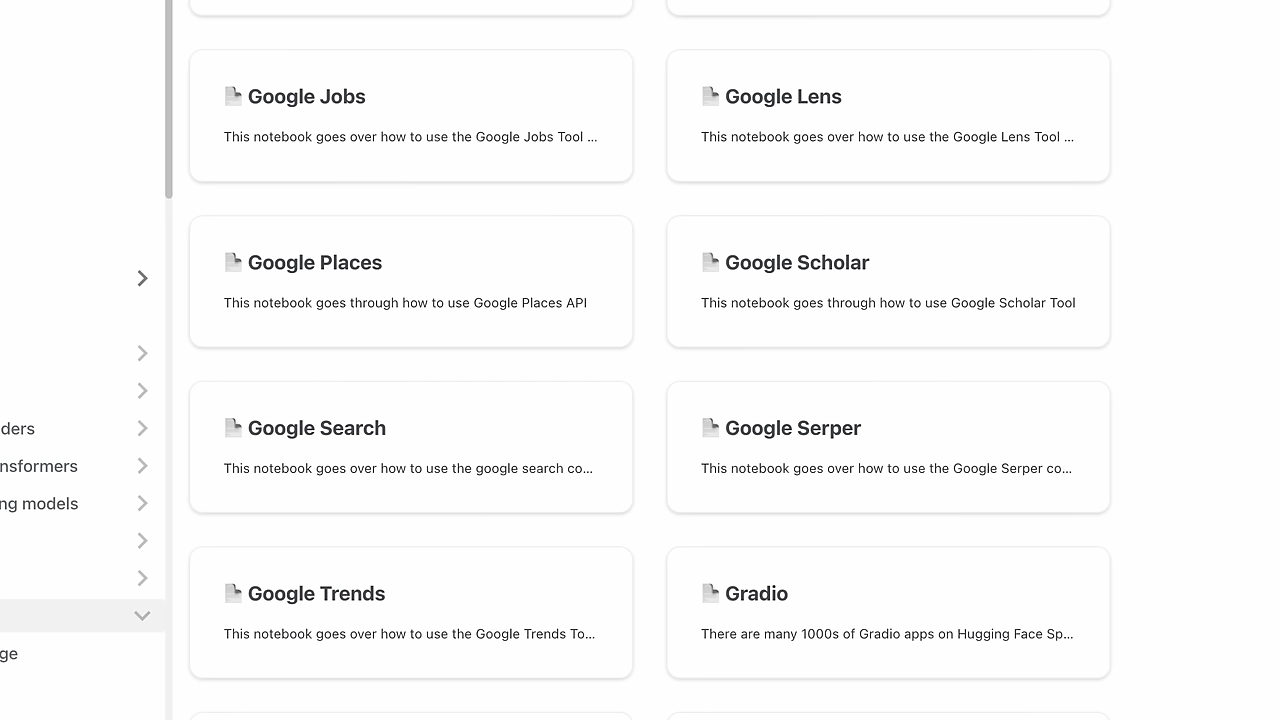 Google Jobs
This notebook goes over how to use the Google Jobs Tool ...
Google Lens
This notebook goes over how to use the Google Lens Tool ...
Google Places
This notebook goes through how to use Google Places API
Google Scholar
This notebook goes through how to use Google Scholar Tool
ders
nsformers
ng models
Google Search
This notebook goes over how to use the google search co...
Google Serper
This notebook goes over how to use the Google Serper co...
Google Trends
This notebook goes over how to use the Google Trends To...
Gradio
There are many 1000s of Gradio apps on Hugging Face Sp...
ge